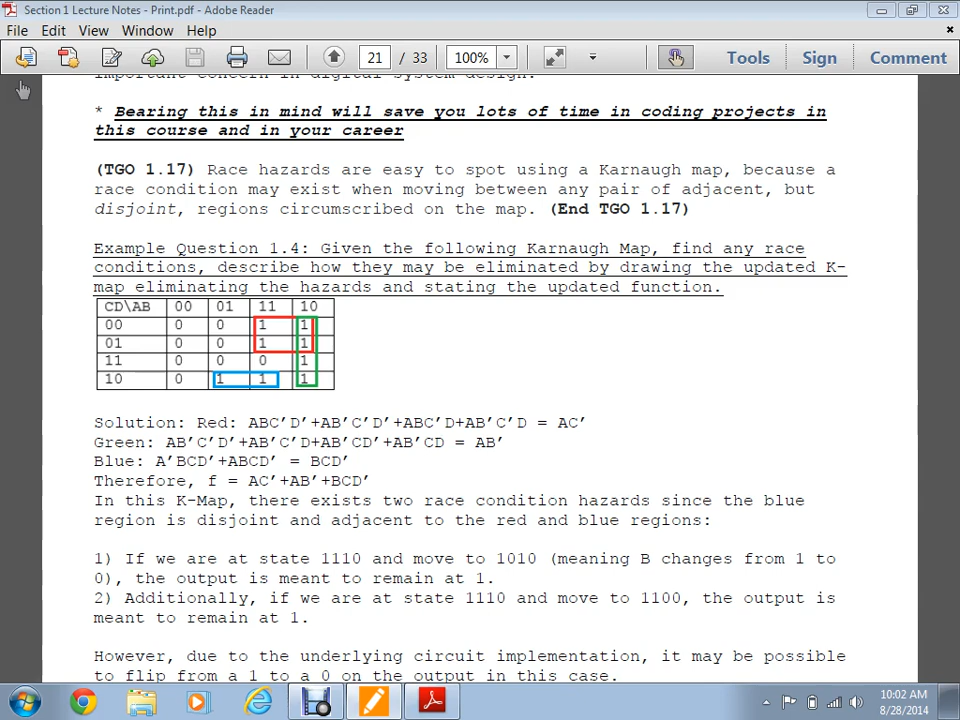 Section 1 Lecture Notes - Print.pdf - Adobe Reader
File Edit View Window Help
21 / 33 100% Tools Sign Comment
important concern in digital system design.
* Bearing this in mind will save you lots of time in coding projects in
this course and in your career
(TGO 1.17) Race hazards are easy to spot using a Karnaugh map, because a
race condition may exist when moving between any pair of adjacent, but
disjoint, regions circumscribed on the map. (End TGO 1.17)
Example Question 1.4: Given the following Karnaugh Map, find any race
conditions, describe how they may be eliminated by drawing the updated K-
map eliminating the hazards and stating the updated function.
CD\AB 00 01 11 10
00 0 0 1 1
01 0 0 1 1
11 0 0 0 1
10 0 1 1 1
Solution: Red: ABC’D’+AB’C’D’+ABC’D+AB’C’D = AC’
Green: AB’C’D’+AB’C’D+AB’CD’+AB’CD = AB’
Blue: A’BCD’+ABCD’ = BCD’
Therefore, f = AC’+AB’+BCD’
In this K-Map, there exists two race condition hazards since the blue
region is disjoint and adjacent to the red and blue regions:
1) If we are at state 1110 and move to 1010 (meaning B changes from 1 to
0), the output is meant to remain at 1.
2) Additionally, if we are at state 1110 and move to 1100, the output is
meant to remain at 1.
However, due to the underlying circuit implementation, it may be possible
to flip from a 1 to a 0 on the output in this case.
10:02 AM
8/28/2014